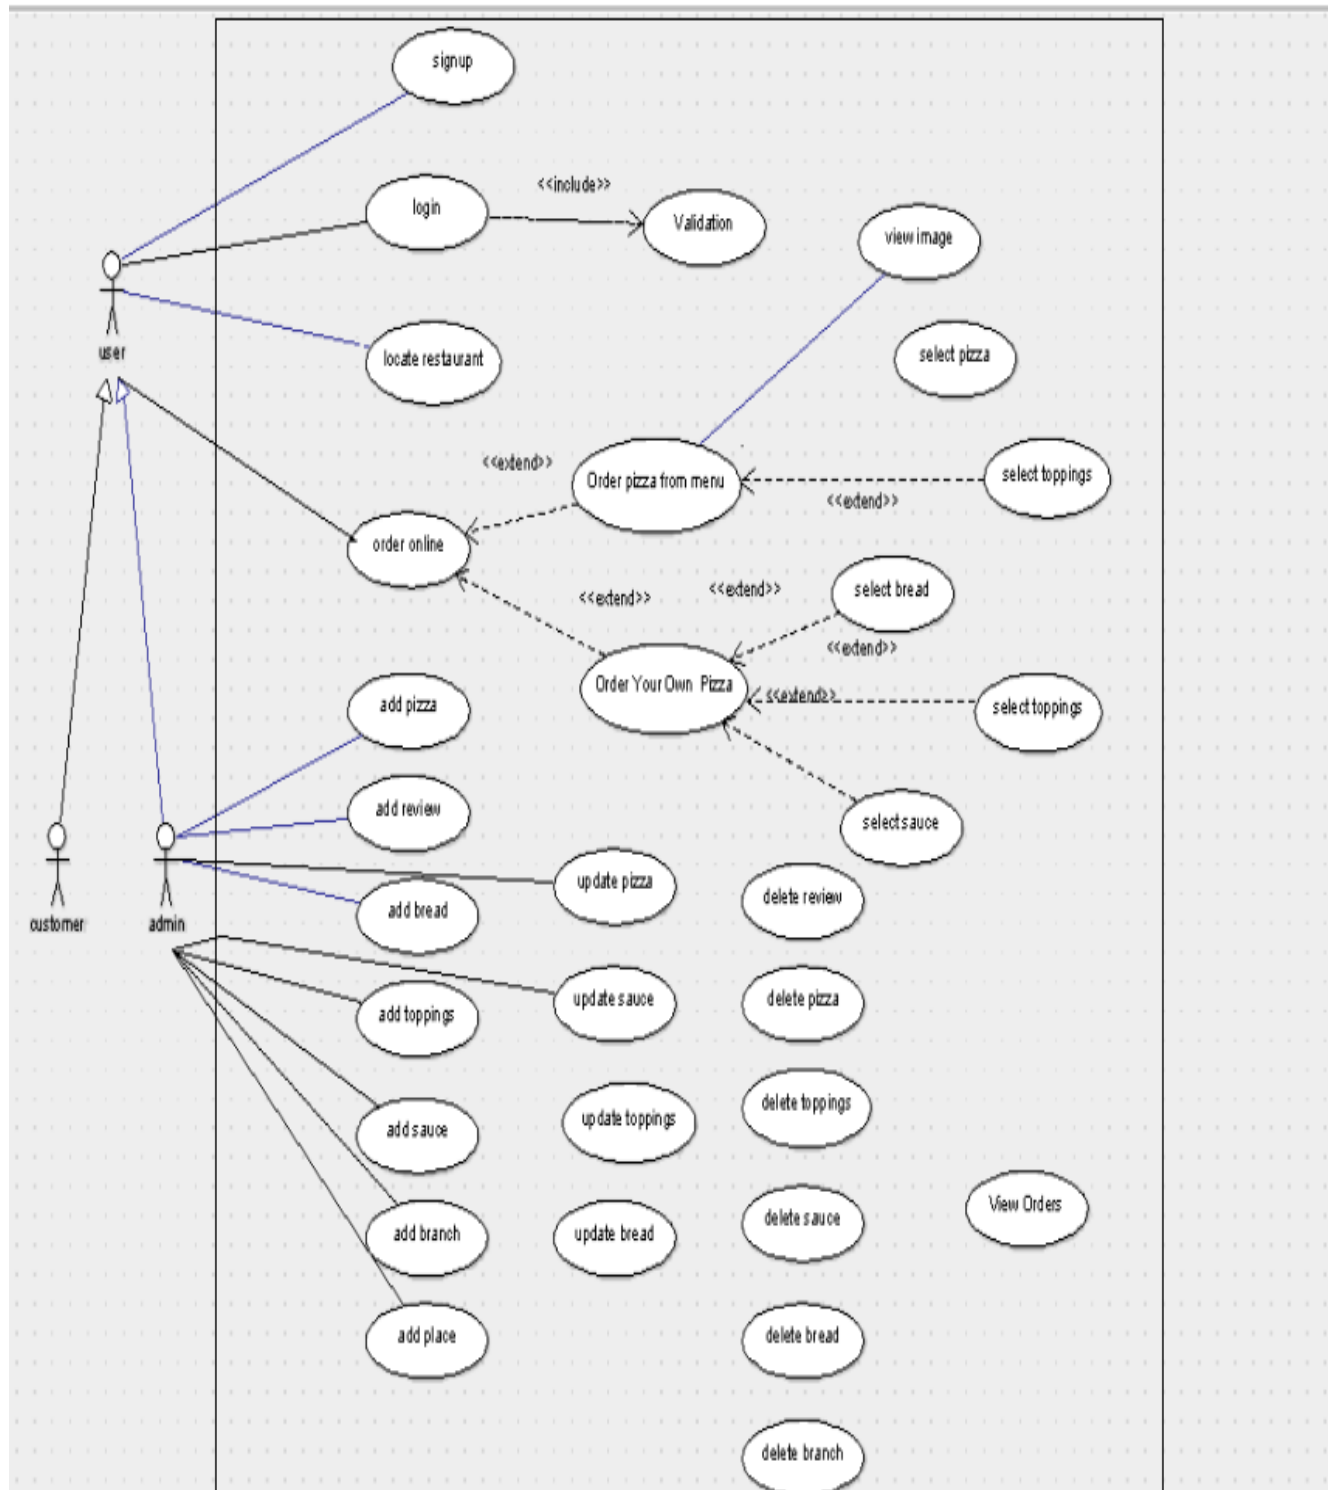 signup
<<include>>
login
Validation
view image
user
locate restaurant
select pizza
<<extend>>
Order pizza from menu
select toppings
<<extend>>
order online
<<extend>>
<<extend>>
select bread
<<extend>>
Order Your Own Pizza
<<extend>>
select toppings
add pizza
add review
select sauce
update pizza
delete review
customer
admin
add bread
add toppings
update sauce
delete pizza
add sauce
update toppings
delete toppings
add branch
update bread
delete sauce
View Orders
add place
delete bread
delete branch